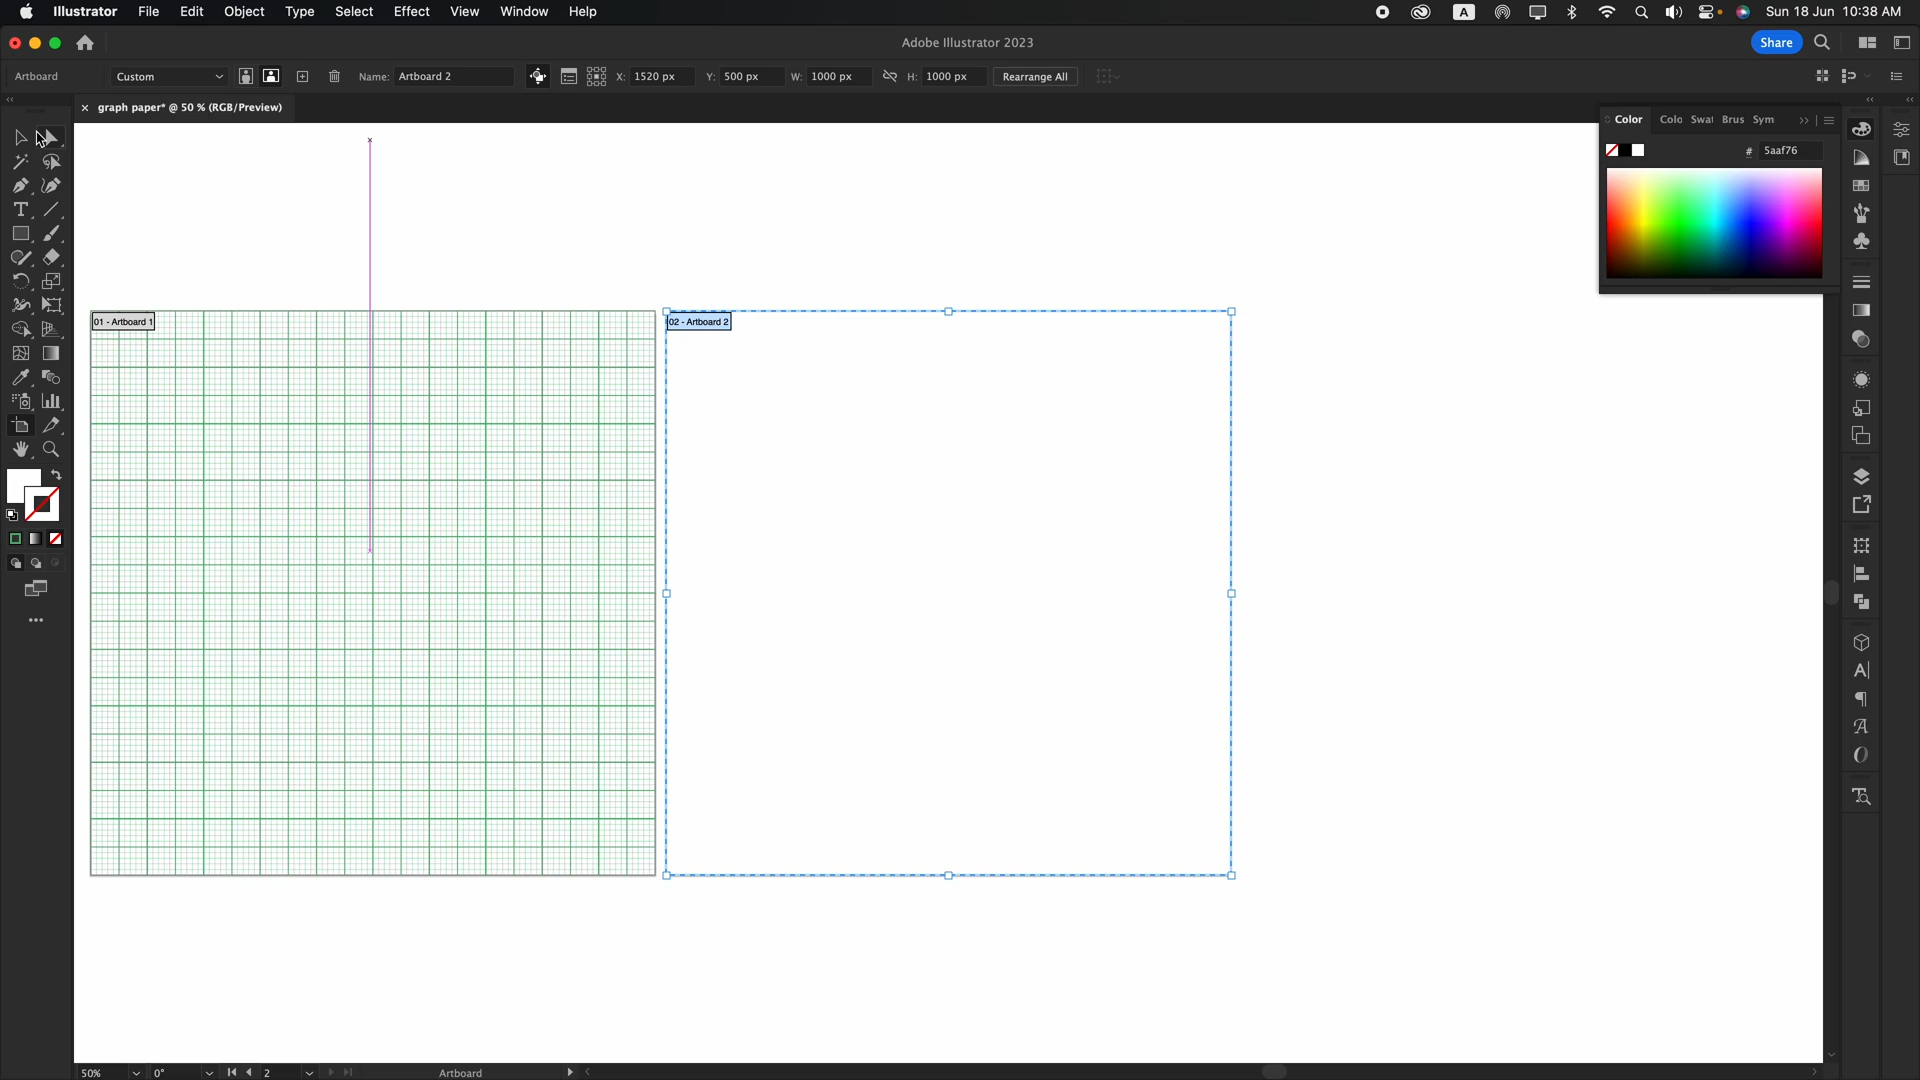 Illustrator File Edit Object Type Select Effect View Window Help A Sun 18 Jun 10:38 AM
Adobe Illustrator 2023 Share
Artboard Custom Name: Artboard 2 X: 1520 px Y: 500 px W: 1000 px H: 1000 px Rearrange All
× graph paper* @ 50 % (RGB/Preview)
Color Colo Swat Brus Sym
# 5aaf76
01 - Artboard 1
02 - Artboard 2
50% 0° 2 Artboard